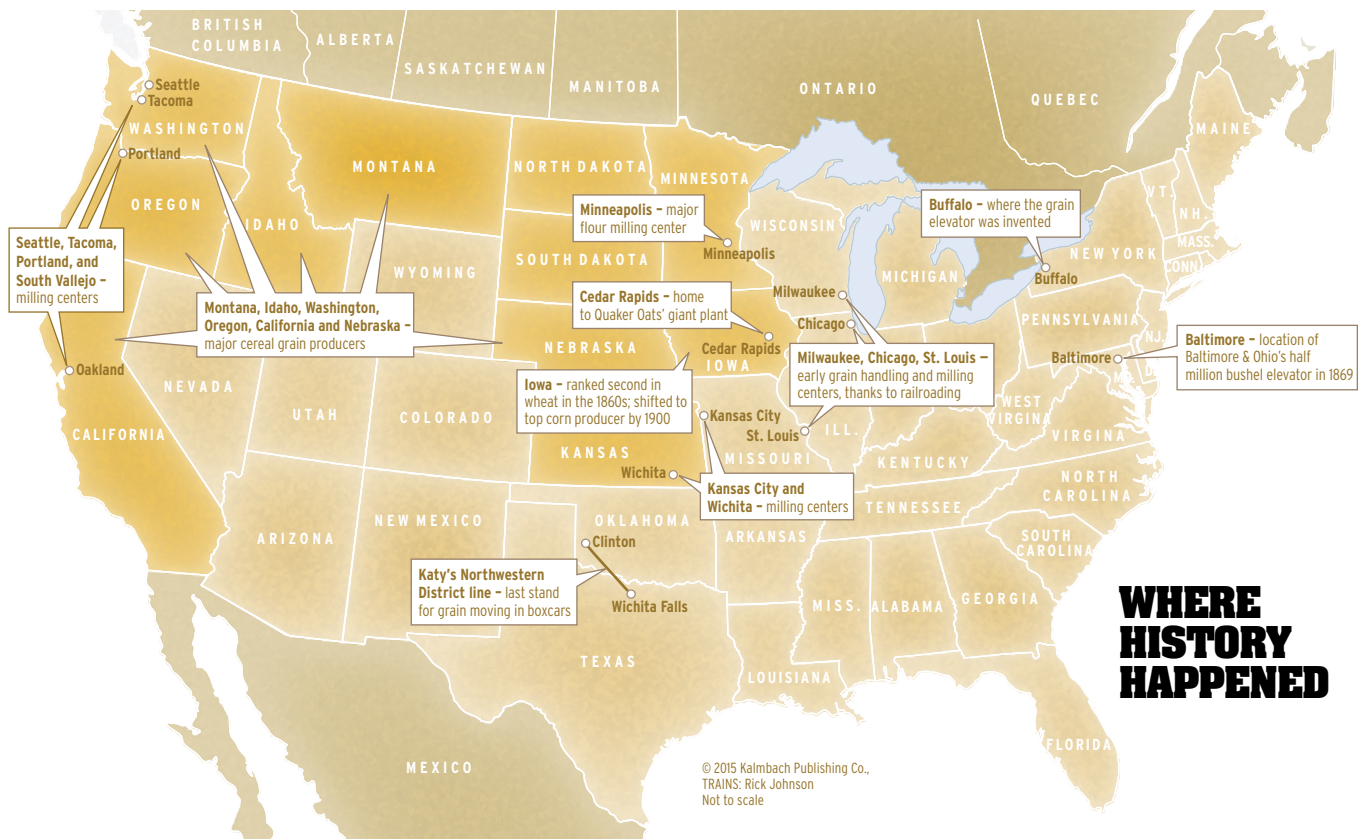 BRITISH
COLUMBIA
ALBERTA
SASKATCHEWAN
MANITOBA
ONTARIO
QUEBEC
Seattle
Tacoma
WASHINGTON
Portland
OREGON
IDAHO
MONTANA
NORTH DAKOTA
MINNESOTA
SOUTH DAKOTA
WYOMING
WISCONSIN
MICHIGAN
MAINE
VT.
NH.
MASS.
CONN.
NEW YORK
Seattle, Tacoma,
Portland, and
South Vallejo –
milling centers
Montana, Idaho, Washington,
Oregon, California and Nebraska –
major cereal grain producers
Minneapolis – major
flour milling center
Minneapolis
Buffalo – where the grain
elevator was invented
Buffalo
Cedar Rapids – home
to Quaker Oats' giant plant
Cedar Rapids
IOWA
Milwaukee
Chicago
Milwaukee, Chicago, St. Louis –
early grain handling and milling
centers, thanks to railroading
PENNSYLVANIA
NJ.
Baltimore
Baltimore – location of
Baltimore & Ohio's half
million bushel elevator in 1869
Oakland
NEVADA
UTAH
COLORADO
NEBRASKA
CALIFORNIA
Iowa – ranked second in
wheat in the 1860s; shifted to
top corn producer by 1900
KANSAS
Wichita
Kansas City
St. Louis
MISSOURI
ILL.
Kansas City and
Wichita – milling centers
WEST
VIRGINIA
VIRGINIA
KENTUCKY
NORTH
CAROLINA
TENNESSEE
SOUTH
CAROLINA
ARIZONA
NEW MEXICO
OKLAHOMA
ARKANSAS
Clinton
Katy's Northwestern
District line – last stand
for grain moving in boxcars
Wichita Falls
TEXAS
LOUISIANA
MISS.
ALABAMA
GEORGIA
FLORIDA
MEXICO
WHERE
HISTORY
HAPPENED
© 2015 Kalmbach Publishing Co.,
TRAINS: Rick Johnson
Not to scale